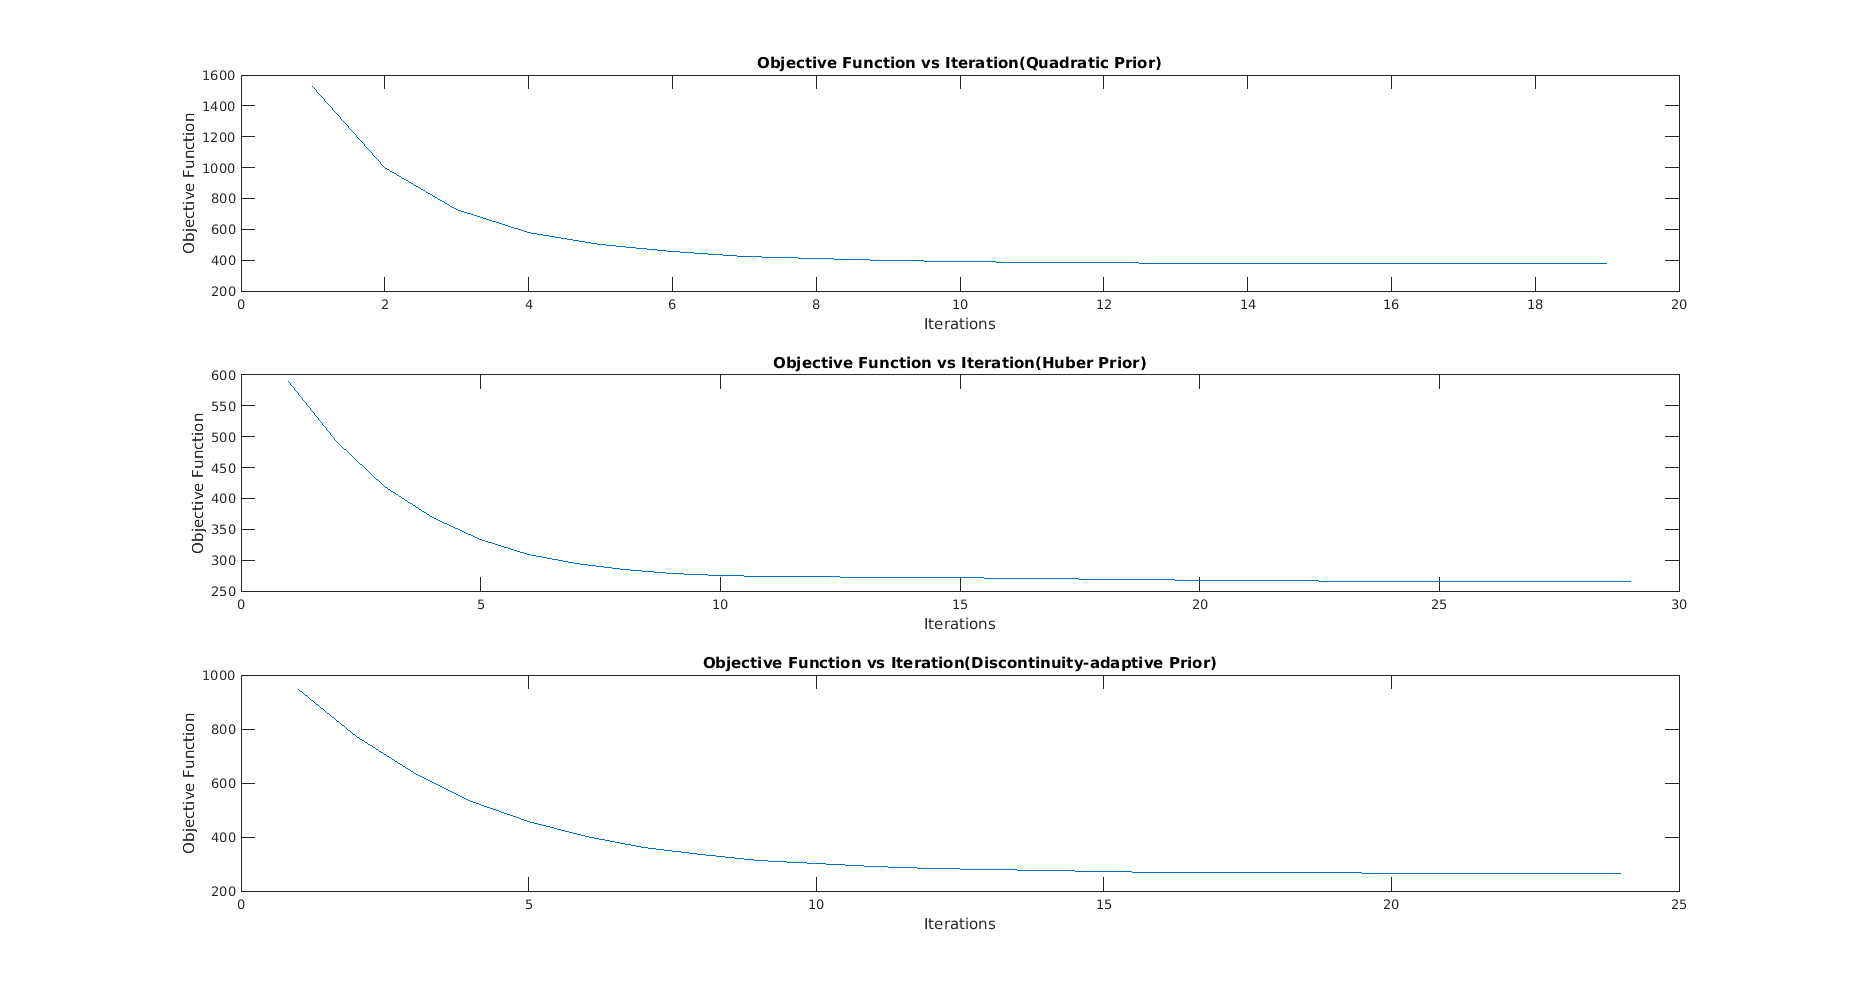 Objective Function vs Iteration(Quadratic Prior)
1600
1400
1200
1000
800
600
400
200
Objective Function
0 2 4 6 8 10 12 14 16 18 20
Iterations
Objective Function vs Iteration(Huber Prior)
600
550
500
450
400
350
300
250
Objective Function
0 5 10 15 20 25 30
Iterations
Objective Function vs Iteration(Discontinuity-adaptive Prior)
1000
800
600
400
200
Objective Function
0 5 10 15 20 25
Iterations